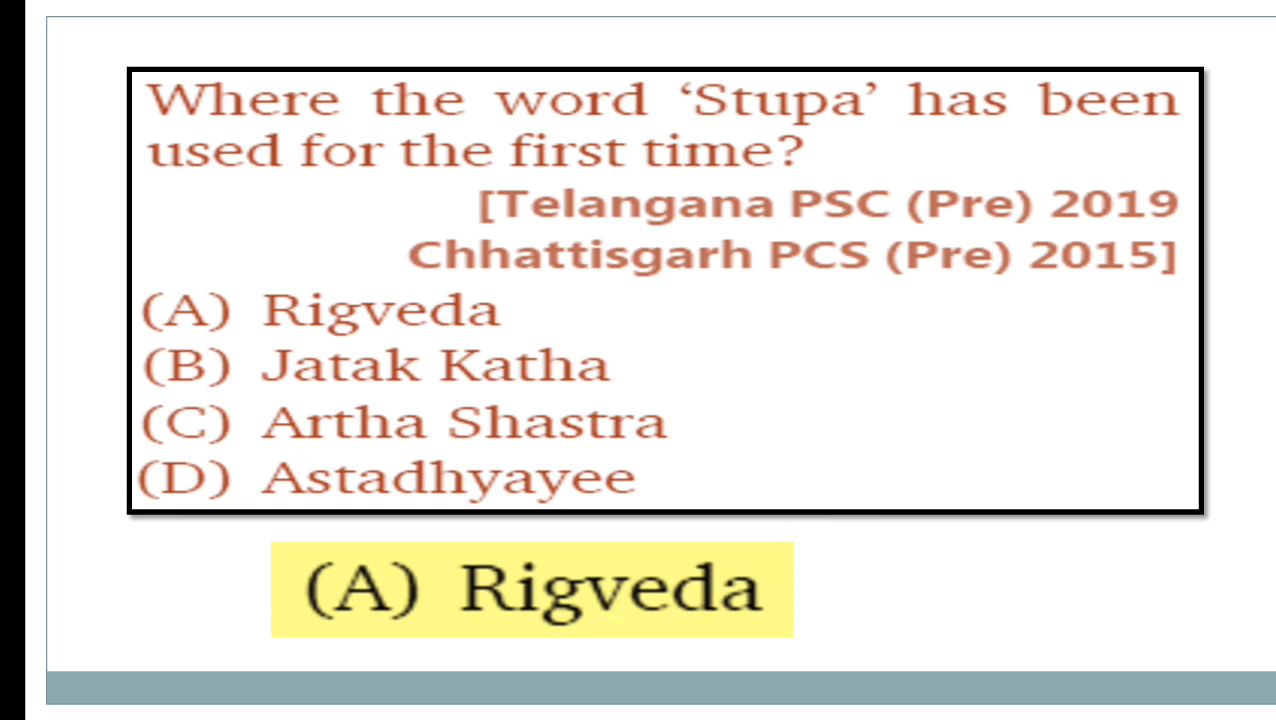 Where the word ‘Stupa’ has been
used for the first time?
[Telangana PSC (Pre) 2019
Chhattisgarh PCS (Pre) 2015]
(A) Rigveda
(B) Jatak Katha
(C) Artha Shastra
(D) Astadhyayee
(A) Rigveda